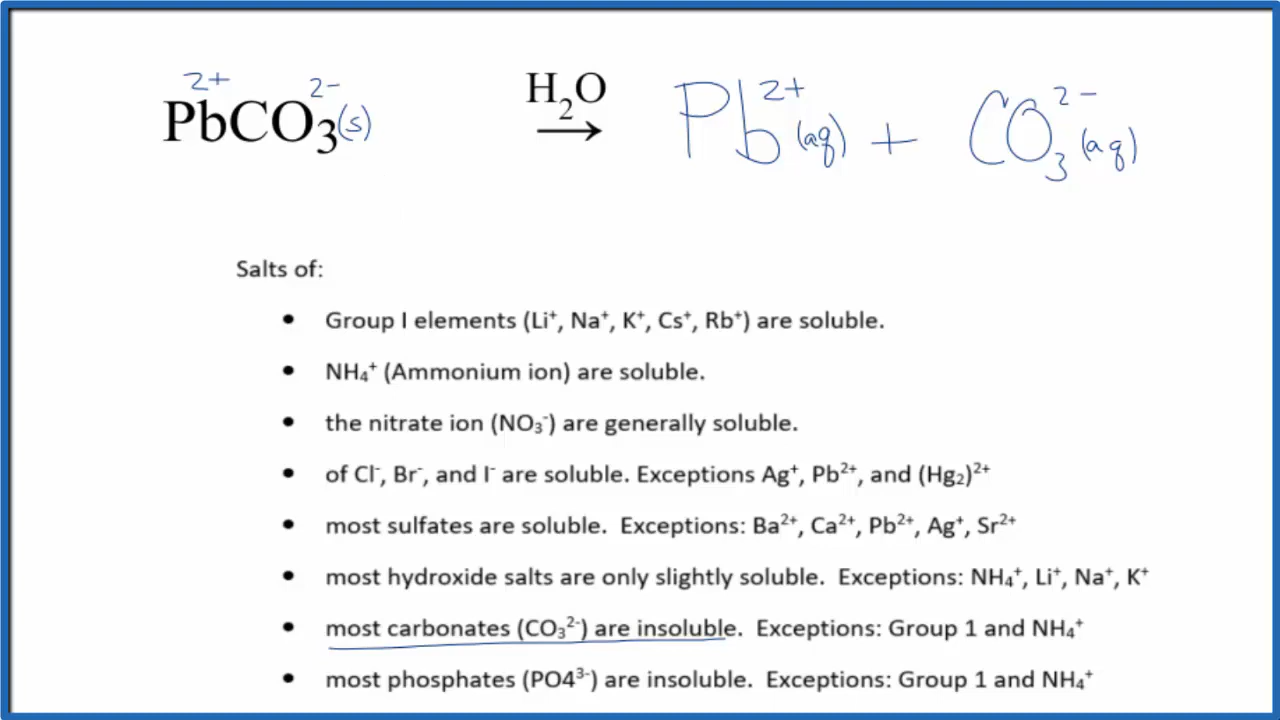 2+ 2- 2+ 2-
PbCO₃(s) H₂O → Pb (aq) + CO₃ (aq)
Salts of:
• Group I elements (Li⁺, Na⁺, K⁺, Cs⁺, Rb⁺) are soluble.
• NH₄⁺ (Ammonium ion) are soluble.
• the nitrate ion (NO₃⁻) are generally soluble.
• of Cl⁻, Br⁻, and I⁻ are soluble. Exceptions Ag⁺, Pb²⁺, and (Hg₂)²⁺
• most sulfates are soluble. Exceptions: Ba²⁺, Ca²⁺, Pb²⁺, Ag⁺, Sr²⁺
• most hydroxide salts are only slightly soluble. Exceptions: NH₄⁺, Li⁺, Na⁺, K⁺
• most carbonates (CO₃²⁻) are insoluble. Exceptions: Group 1 and NH₄⁺
• most phosphates (PO4³⁻) are insoluble. Exceptions: Group 1 and NH₄⁺